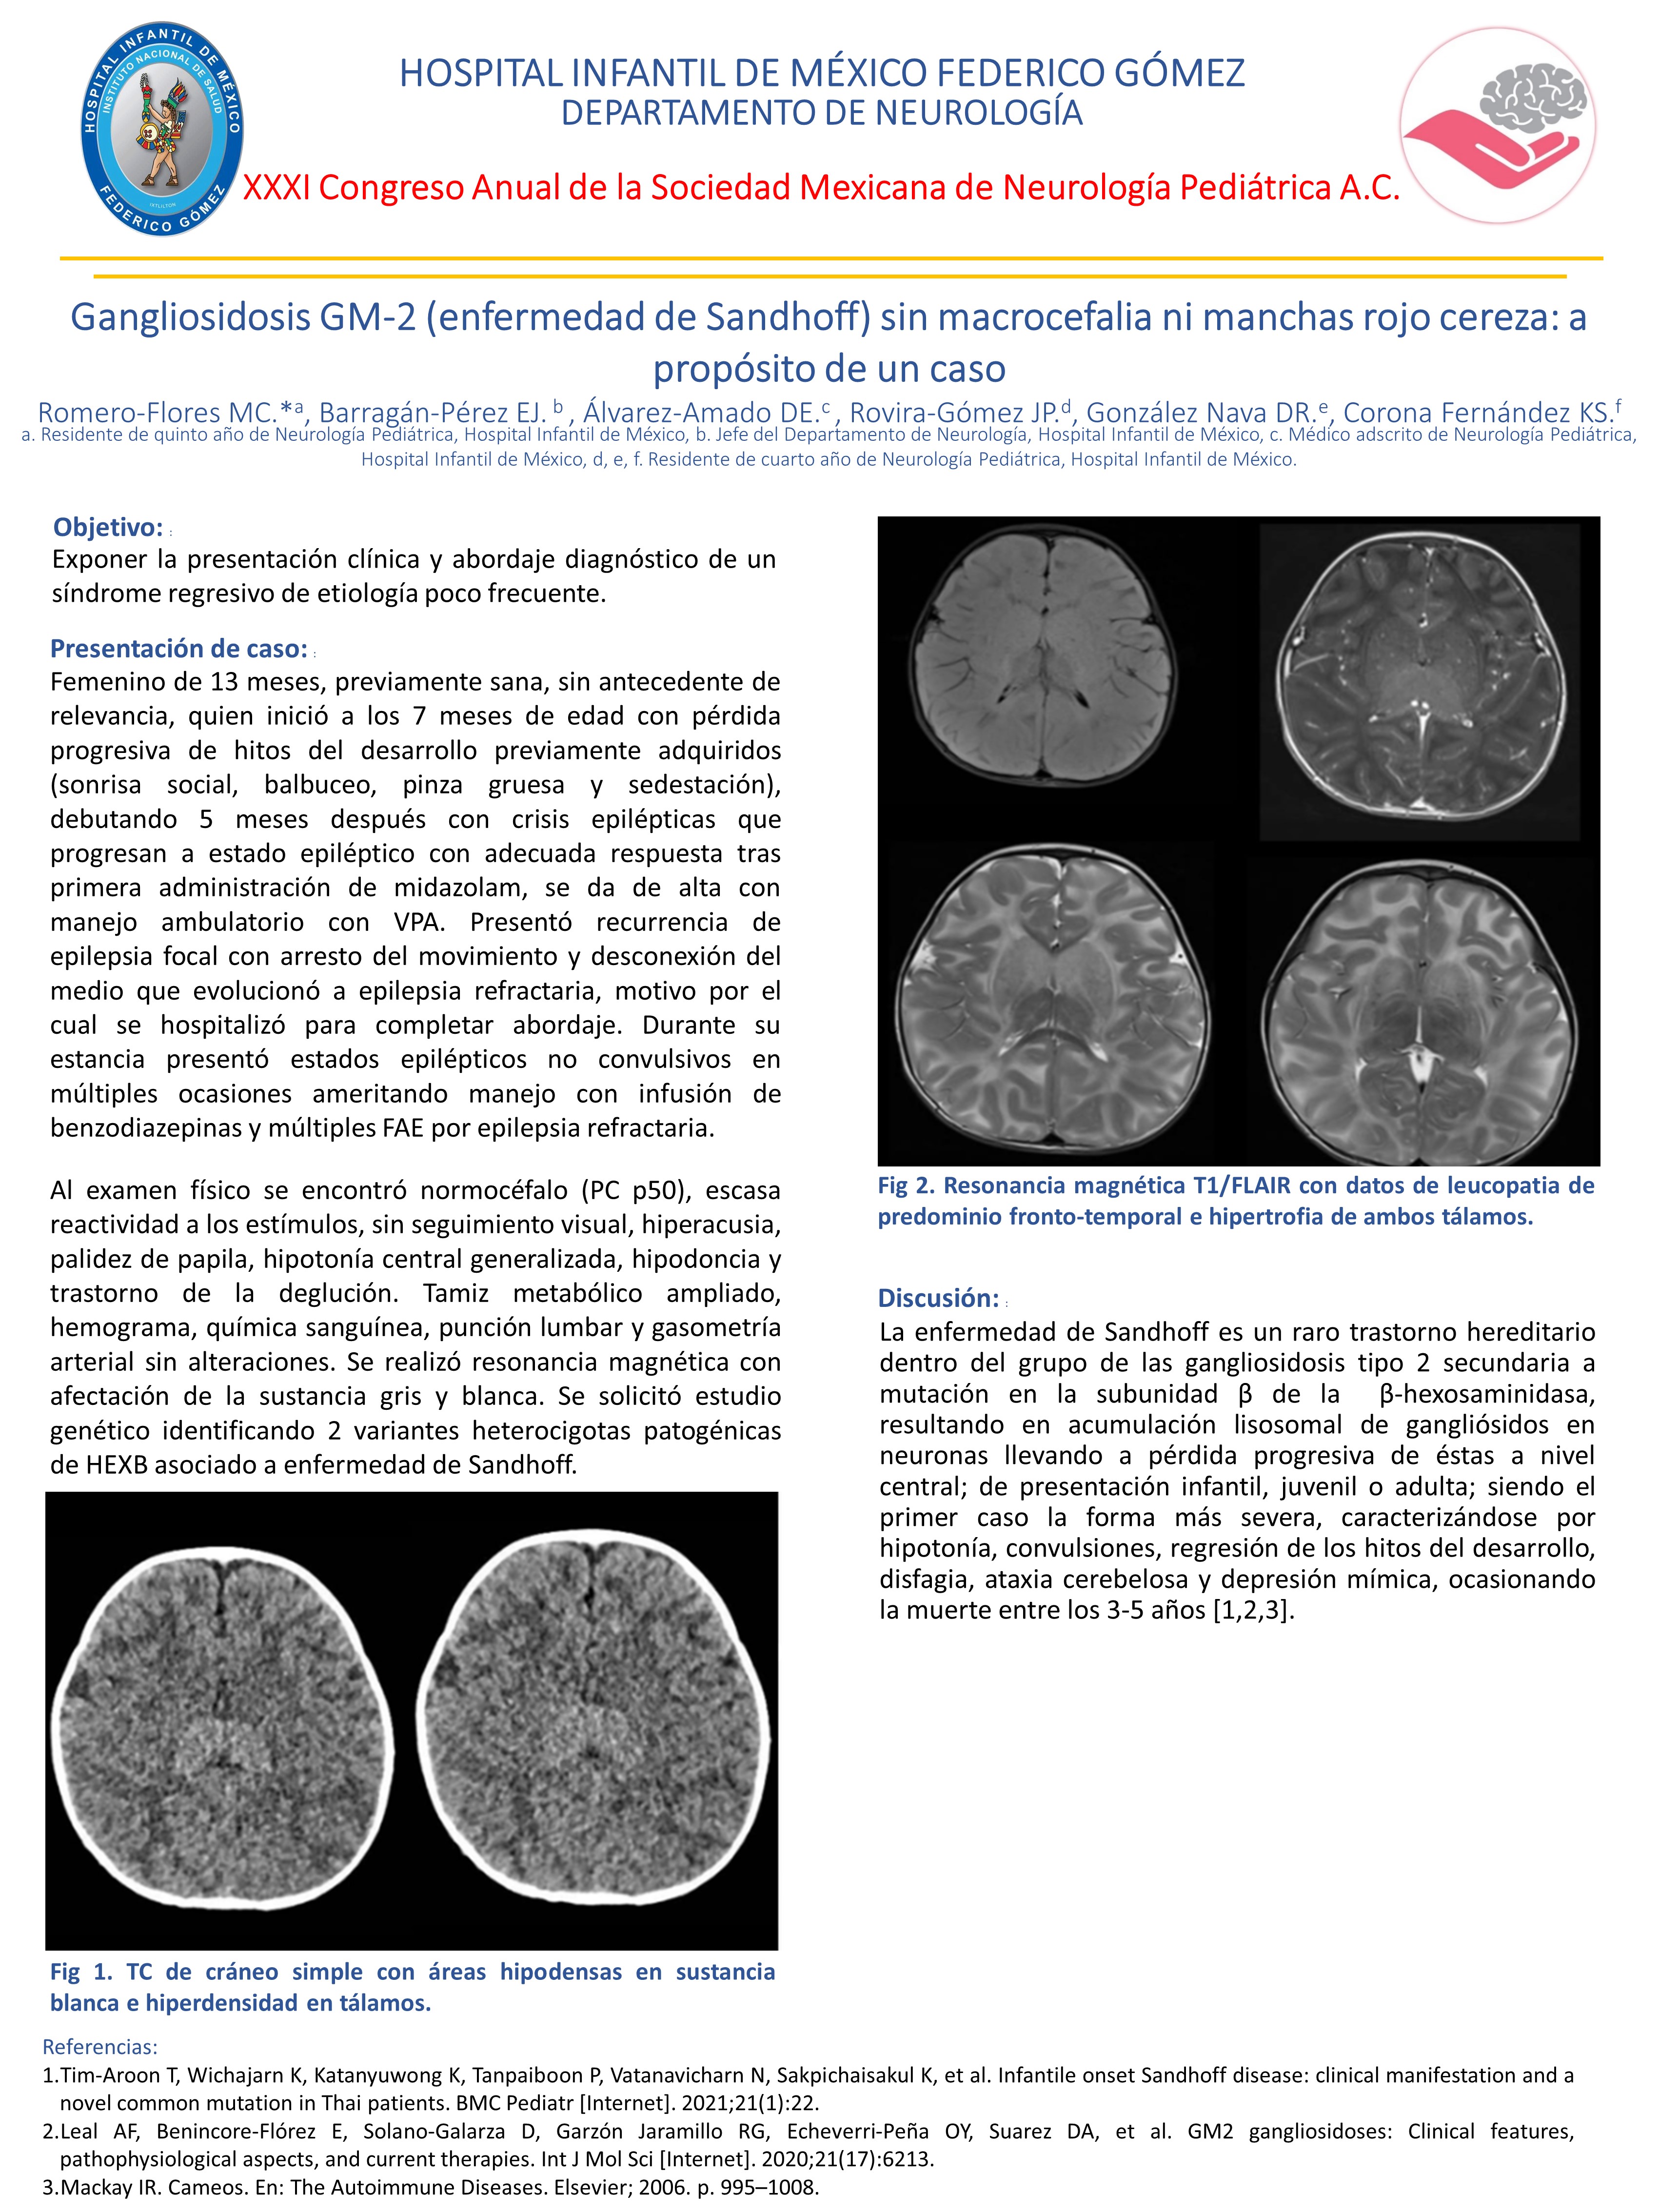 HOSPITAL INFANTIL DE MÉXICO
INSTITUTO NACIONAL DE SALUD
IXTLILTON
FEDERICO GÓMEZ
HOSPITAL INFANTIL DE MÉXICO FEDERICO GÓMEZ
DEPARTAMENTO DE NEUROLOGÍA
XXXI Congreso Anual de la Sociedad Mexicana de Neurología Pediátrica A.C.
Gangliosidosis GM-2 (enfermedad de Sandhoff) sin macrocefalia ni manchas rojo cereza: a
propósito de un caso
Romero-Flores MC.*a, Barragán-Pérez EJ. b , Álvarez-Amado DE.c , Rovira-Gómez JP.d, González Nava DR.e, Corona Fernández KS.f
a. Residente de quinto año de Neurología Pediátrica, Hospital Infantil de México, b. Jefe del Departamento de Neurología, Hospital Infantil de México, c. Médico adscrito de Neurología Pediátrica,
Hospital Infantil de México, d, e, f. Residente de cuarto año de Neurología Pediátrica, Hospital Infantil de México.
Objetivo: :
Exponer la presentación clínica y abordaje diagnóstico de un
síndrome regresivo de etiología poco frecuente.
Presentación de caso: :
Femenino de 13 meses, previamente sana, sin antecedente de
relevancia, quien inició a los 7 meses de edad con pérdida
progresiva de hitos del desarrollo previamente adquiridos
(sonrisa social, balbuceo, pinza gruesa y sedestación),
debutando 5 meses después con crisis epilépticas que
progresan a estado epiléptico con adecuada respuesta tras
primera administración de midazolam, se da de alta con
manejo ambulatorio con VPA. Presentó recurrencia de
epilepsia focal con arresto del movimiento y desconexión del
medio que evolucionó a epilepsia refractaria, motivo por el
cual se hospitalizó para completar abordaje. Durante su
estancia presentó estados epilépticos no convulsivos en
múltiples ocasiones ameritando manejo con infusión de
benzodiazepinas y múltiples FAE por epilepsia refractaria.
Al examen físico se encontró normocéfalo (PC p50), escasa
reactividad a los estímulos, sin seguimiento visual, hiperacusia,
palidez de papila, hipotonía central generalizada, hipodoncia y
trastorno de la deglución. Tamiz metabólico ampliado,
hemograma, química sanguínea, punción lumbar y gasometría
arterial sin alteraciones. Se realizó resonancia magnética con
afectación de la sustancia gris y blanca. Se solicitó estudio
genético identificando 2 variantes heterocigotas patogénicas
de HEXB asociado a enfermedad de Sandhoff.
Fig 1. TC de cráneo simple con áreas hipodensas en sustancia
blanca e hiperdensidad en tálamos.
Fig 2. Resonancia magnética T1/FLAIR con datos de leucopatia de
predominio fronto-temporal e hipertrofia de ambos tálamos.
Discusión: :
La enfermedad de Sandhoff es un raro trastorno hereditario
dentro del grupo de las gangliosidosis tipo 2 secundaria a
mutación en la subunidad β de la β-hexosaminidasa,
resultando en acumulación lisosomal de gangliósidos en
neuronas llevando a pérdida progresiva de éstas a nivel
central; de presentación infantil, juvenil o adulta; siendo el
primer caso la forma más severa, caracterizándose por
hipotonía, convulsiones, regresión de los hitos del desarrollo,
disfagia, ataxia cerebelosa y depresión mímica, ocasionando
la muerte entre los 3-5 años [1,2,3].
Referencias:
1.Tim-Aroon T, Wichajarn K, Katanyuwong K, Tanpaiboon P, Vatanavicharn N, Sakpichaisakul K, et al. Infantile onset Sandhoff disease: clinical manifestation and a
novel common mutation in Thai patients. BMC Pediatr [Internet]. 2021;21(1):22.
2.Leal AF, Benincore-Flórez E, Solano-Galarza D, Garzón Jaramillo RG, Echeverri-Peña OY, Suarez DA, et al. GM2 gangliosidoses: Clinical features,
pathophysiological aspects, and current therapies. Int J Mol Sci [Internet]. 2020;21(17):6213.
3.Mackay IR. Cameos. En: The Autoimmune Diseases. Elsevier; 2006. p. 995–1008.